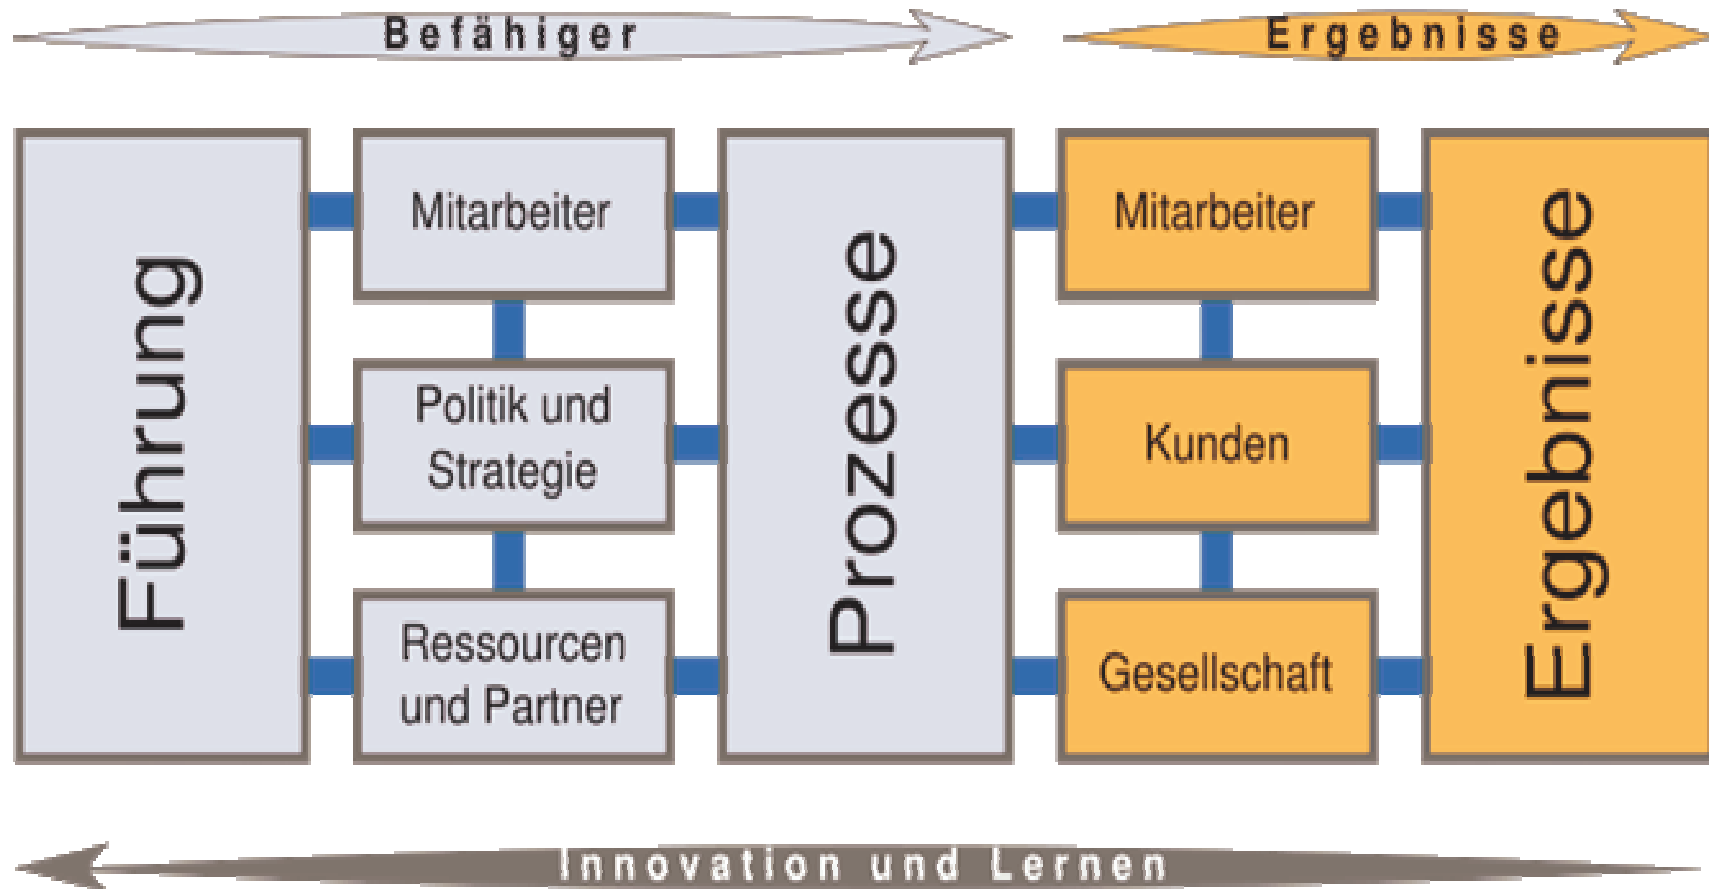 Befähiger
Ergebnisse
Führung
Mitarbeiter
Politik und
Strategie
Ressourcen
und Partner
Prozesse
Mitarbeiter
Kunden
Gesellschaft
Ergebnisse
Innovation und Lernen